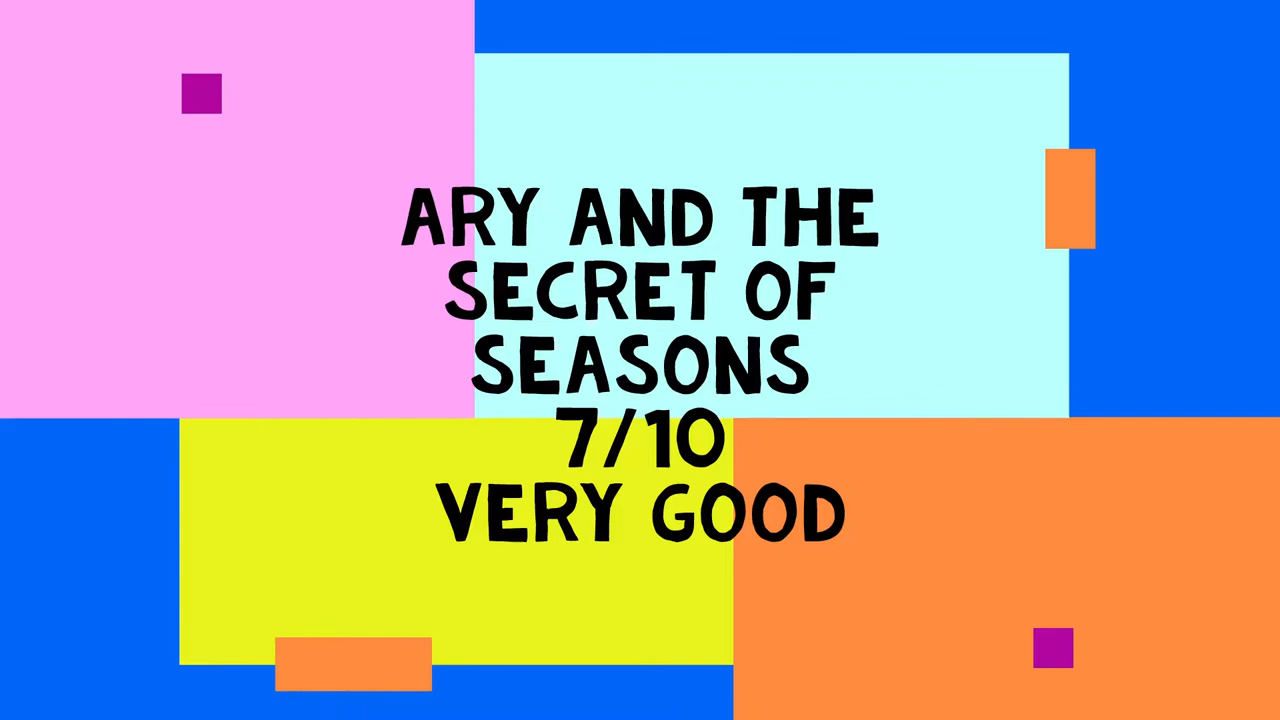 ARY AND THE
SECRET OF
SEASONS
7/10
VERY GOOD